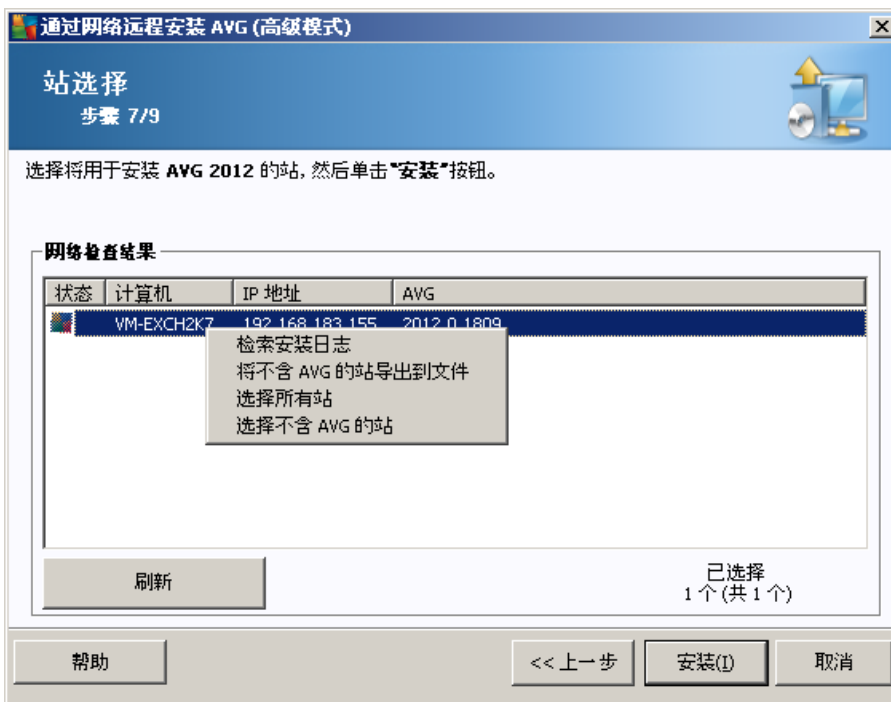 通过网络远程安装 AVG (高级模式)
站选择
步骤 7/9
选择将用于安装 AVG 2012 的站, 然后单击"安装"按钮。
网络检查结果
状态 计算机 IP 地址 AVG
VM-EXCH2K7 192.168.183.155 2012.0.1809
检索安装日志
将不含 AVG 的站导出到文件
选择所有站
选择不含 AVG 的站
刷新
已选择
1 个 (共 1 个)
帮助 << 上一步 安装(I) 取消